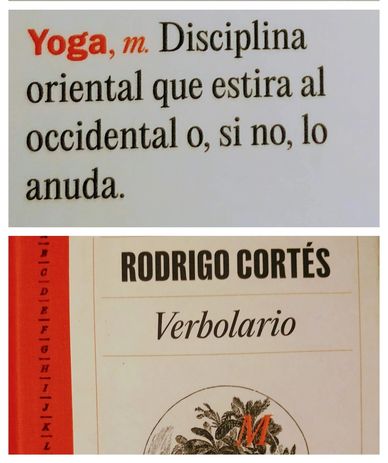 Yoga, m. Disciplina
oriental que estira al
occidental o, si no, lo
anuda.
B
C
D
E
F
G
H
I
J
K
L
RODRIGO CORTÉS
Verbolario
M